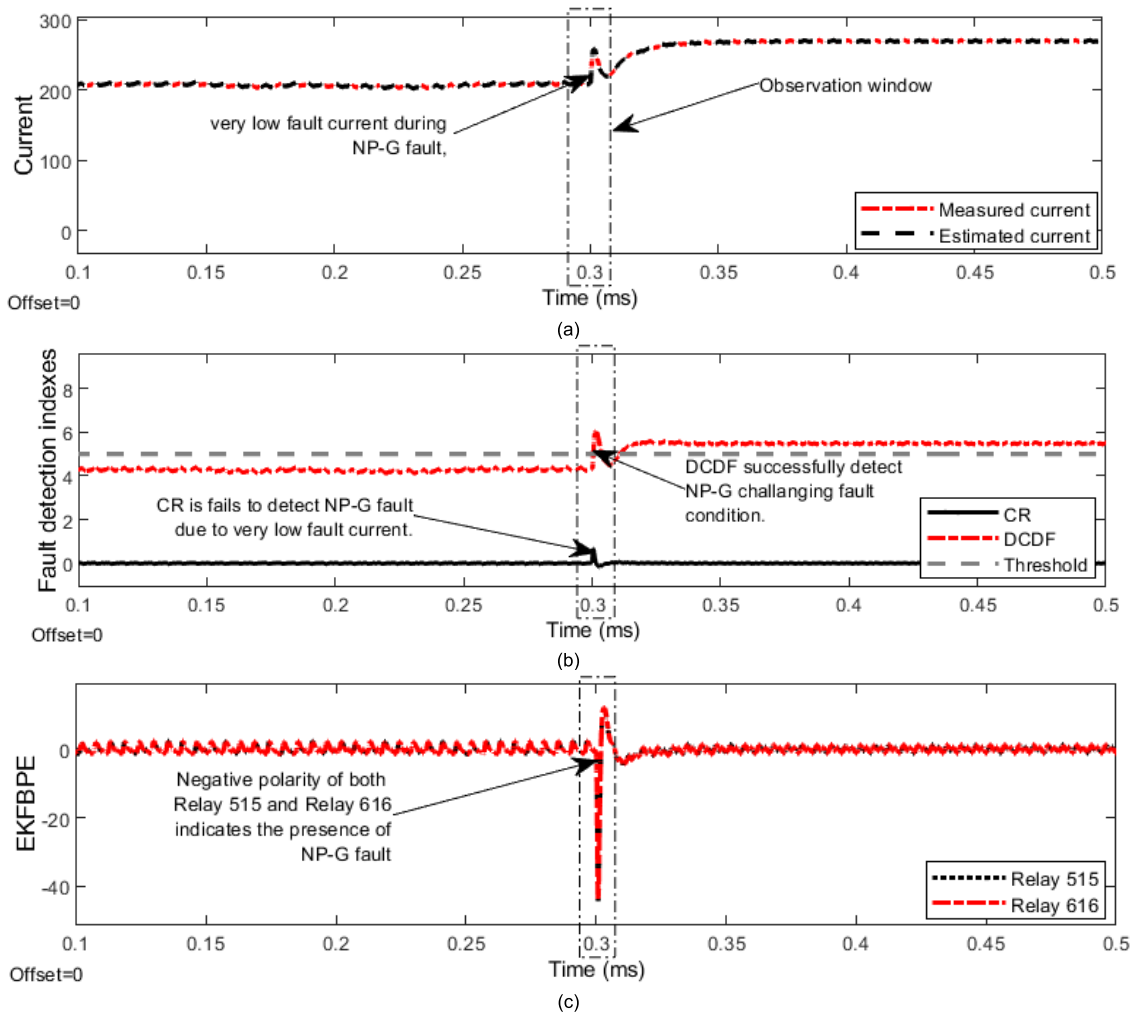 300
200
100
0
Current
very low fault current during
NP-G fault,
Observation window
Measured current
Estimated current
0.1 0.15 0.2 0.25 0.3 0.35 0.4 0.45 0.5
Offset=0
Time (ms)
(a)
8
6
4
2
0
Fault detection indexes
CR is fails to detect NP-G fault
due to very low fault current.
DCDF successfully detect
NP-G challanging fault
condition.
CR
DCDF
Threshold
0.1 0.15 0.2 0.25 0.3 0.35 0.4 0.45 0.5
Offset=0
Time (ms)
(b)
0
-20
-40
EKFBPE
Negative polarity of both
Relay 515 and Relay 616
indicates the presence of
NP-G fault
Relay 515
Relay 616
0.1 0.15 0.2 0.25 0.3 0.35 0.4 0.45 0.5
Offset=0
Time (ms)
(c)